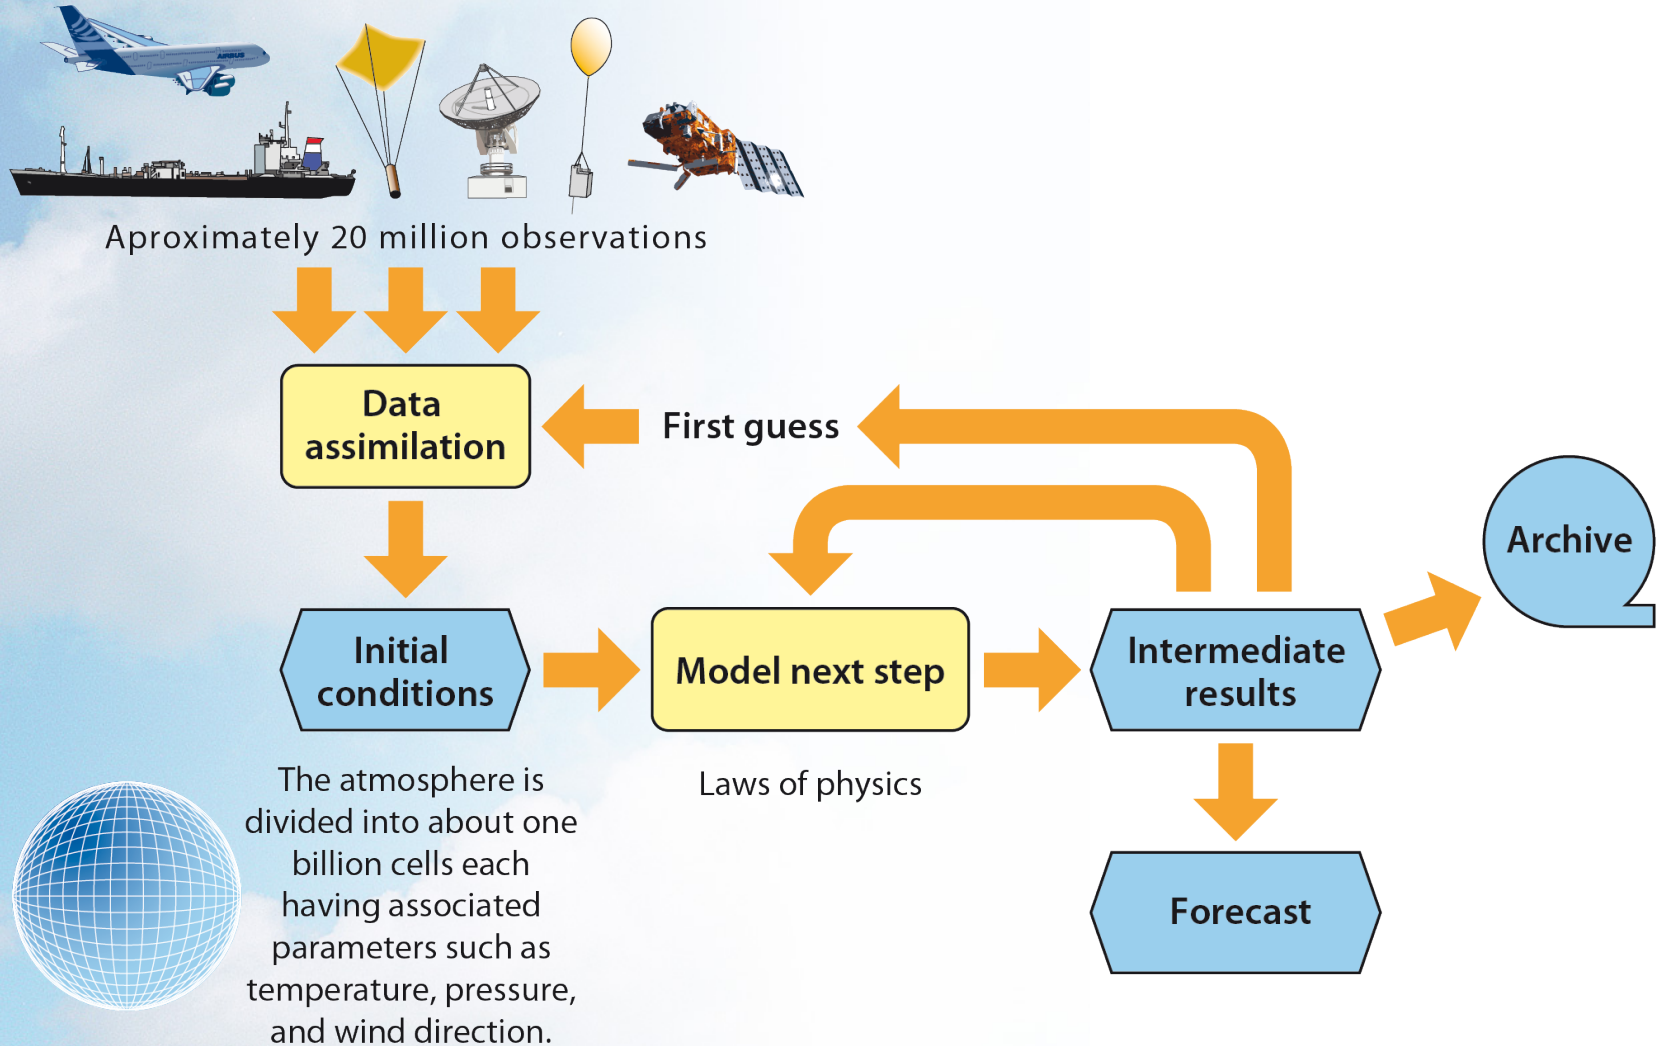 AIRBUS
Aproximately 20 million observations
Data
assimilation
First guess
Archive
Initial
conditions
Model next step
Intermediate
results
The atmosphere is
divided into about one
billion cells each
having associated
parameters such as
temperature, pressure,
and wind direction.
Laws of physics
Forecast